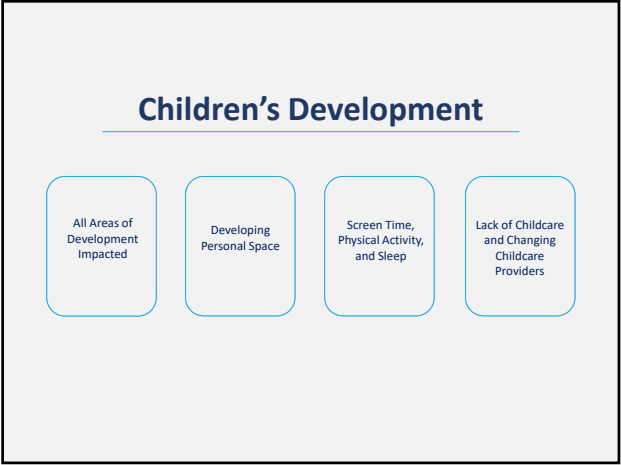 Children’s Development
All Areas of
Development
Impacted
Developing
Personal Space
Screen Time,
Physical Activity,
and Sleep
Lack of Childcare
and Changing
Childcare
Providers